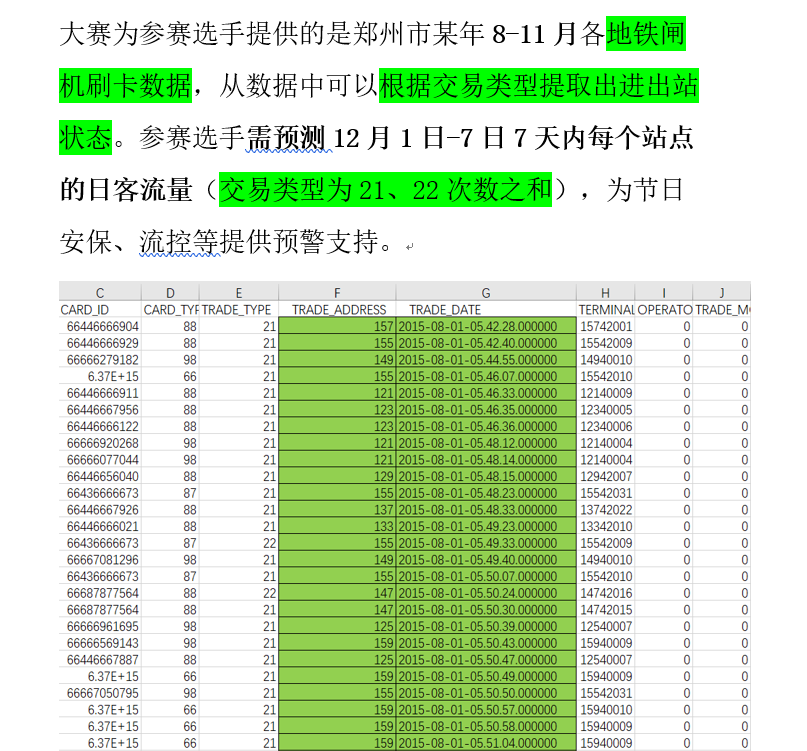 大赛为参赛选手提供的是郑州市某年 8-11 月各地铁闸
机刷卡数据，从数据中可以根据交易类型提取出进出站
状态。参赛选手需预测 12 月 1 日-7 日 7 天内每个站点
的日客流量（交易类型为 21、22 次数之和），为节日
安保、流控等提供预警支持。
C D E F G H I J
CARD_ID CARD_TYF TRADE_TYPE TRADE_ADDRESS TRADE_DATE TERMINAL OPERATO TRADE_M
66446666904 88 21 157 2015-08-01-05.42.28.000000 15742001 0 0
66446666929 88 21 155 2015-08-01-05.42.40.000000 15542009 0 0
66666279182 98 21 149 2015-08-01-05.44.55.000000 14940010 0 0
6.37E+15 66 21 155 2015-08-01-05.46.07.000000 15542010 0 0
66446666911 88 21 121 2015-08-01-05.46.33.000000 12140009 0 0
66446667956 88 21 123 2015-08-01-05.46.35.000000 12340005 0 0
66446666122 88 21 123 2015-08-01-05.46.36.000000 12340006 0 0
66666920268 98 21 121 2015-08-01-05.48.12.000000 12140004 0 0
66666077044 98 21 121 2015-08-01-05.48.14.000000 12140004 0 0
66446656040 88 21 129 2015-08-01-05.48.15.000000 12942007 0 0
66436666673 87 21 155 2015-08-01-05.48.23.000000 15542031 0 0
66446667926 88 21 137 2015-08-01-05.48.33.000000 13742022 0 0
66446666021 88 21 133 2015-08-01-05.49.23.000000 13342010 0 0
66436666673 87 22 155 2015-08-01-05.49.33.000000 15542009 0 0
66667081296 98 21 149 2015-08-01-05.49.40.000000 14940010 0 0
66436666673 87 21 155 2015-08-01-05.50.07.000000 15542010 0 0
66687877564 88 22 147 2015-08-01-05.50.24.000000 14742016 0 0
66687877564 88 21 147 2015-08-01-05.50.30.000000 14742015 0 0
66666961695 98 21 125 2015-08-01-05.50.39.000000 12540007 0 0
66666569143 98 21 159 2015-08-01-05.50.43.000000 15940009 0 0
66446667887 88 21 125 2015-08-01-05.50.47.000000 12540007 0 0
6.37E+15 66 21 159 2015-08-01-05.50.49.000000 15940009 0 0
66667050795 98 21 155 2015-08-01-05.50.50.000000 15542031 0 0
6.37E+15 66 21 159 2015-08-01-05.50.57.000000 15940010 0 0
6.37E+15 66 21 159 2015-08-01-05.50.58.000000 15940009 0 0
6.37E+15 66 21 159 2015-08-01-05.51.04.000000 15940009 0 0